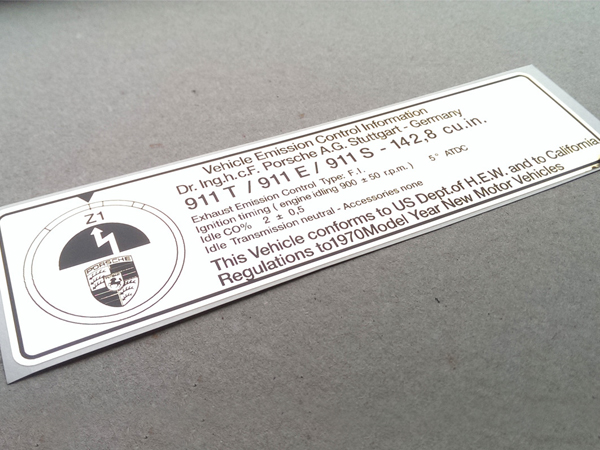 Vehicle Emission Control Information
Dr. Ing.h.c.F. Porsche A.G. Stuttgart - Germany
911 T / 911 E / 911 S - 142,8 cu.in.
Exhaust Emission Control Type: F.I.
Ignition timing ( engine idling 900 ± 50 r.p.m. ) 5° ATDC
Idle CO% 2 ± 0,5
Idle Transmission neutral - Accessories none
This Vehicle conforms to US Dept.of H.E.W. and to California
Regulations to1970Model Year New Motor Vehicles
Z1
PORSCHE